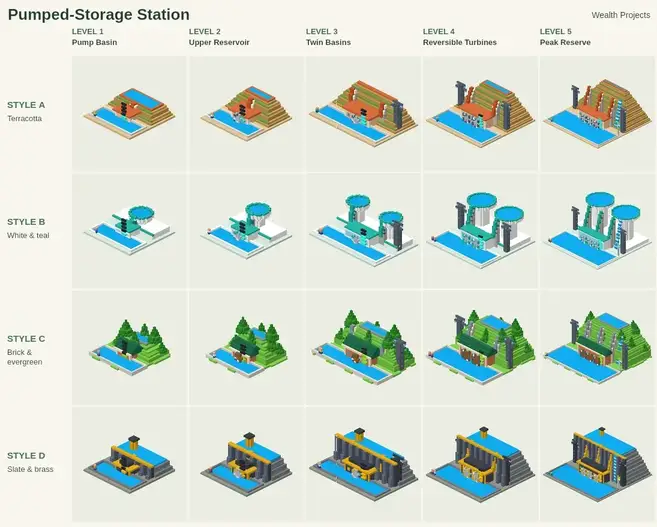 Pumped-Storage Station
Wealth Projects
LEVEL 1
Pump Basin
LEVEL 2
Upper Reservoir
LEVEL 3
Twin Basins
LEVEL 4
Reversible Turbines
LEVEL 5
Peak Reserve
STYLE A
Terracotta
STYLE B
White & teal
STYLE C
Brick &
evergreen
STYLE D
Slate & brass